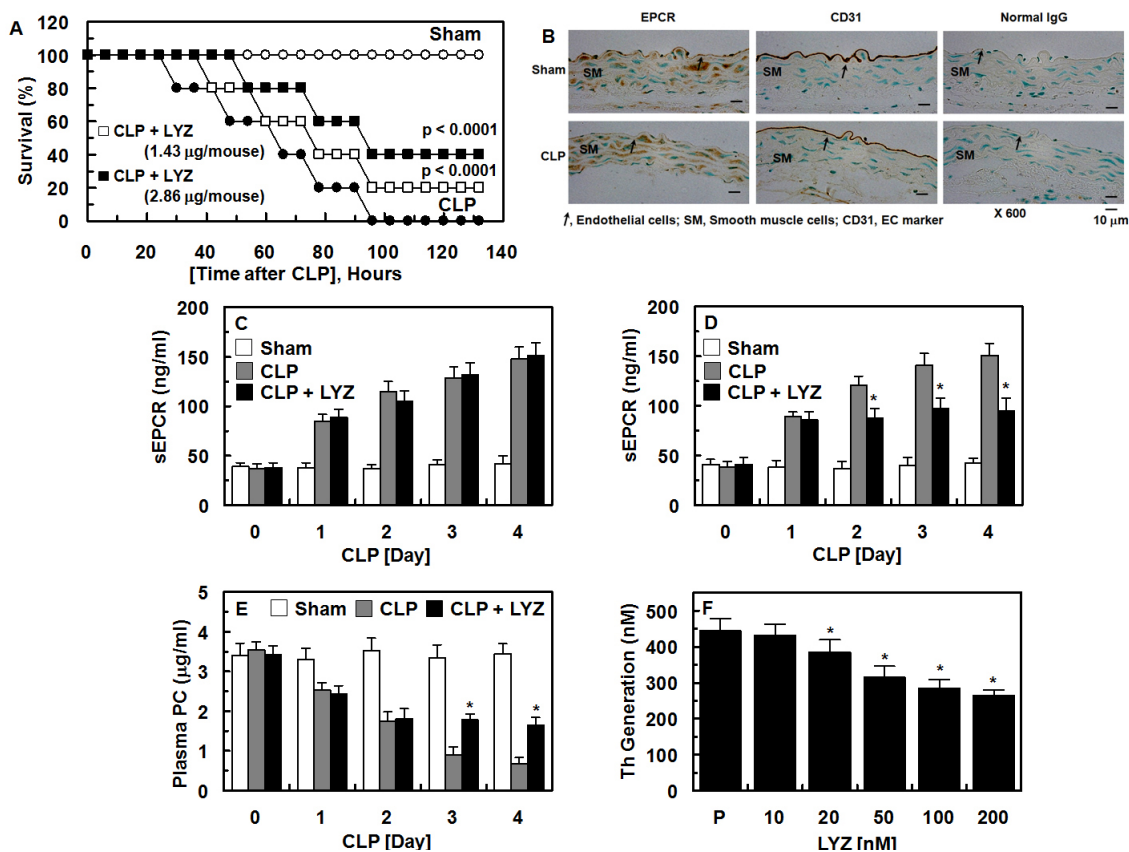 A
120
100
80
60
40
20
0
Survival (%)
Sham
CLP + LYZ
(1.43 μg/mouse)
CLP + LYZ
(2.86 μg/mouse)
p < 0.0001
p < 0.0001
CLP
0 20 40 60 80 100 120 140
[Time after CLP], Hours
B
EPCR CD31 Normal IgG
Sham
SM SM SM
CLP
SM SM SM
, Endothelial cells; SM, Smooth muscle cells; CD31, EC marker
X 600
10 μm
C
200
150
100
50
0
sEPCR (ng/ml)
Sham
CLP
CLP + LYZ
0 1 2 3 4
CLP [Day]
D
200
150
100
50
0
sEPCR (ng/ml)
Sham
CLP
CLP + LYZ
* * *
0 1 2 3 4
CLP [Day]
E
5
4
3
2
1
0
Plasma PC (μg/ml)
Sham CLP CLP + LYZ
* *
0 1 2 3 4
CLP [Day]
F
500
400
300
200
100
0
Th Generation (nM)
* * * *
P 10 20 50 100 200
LYZ [nM]